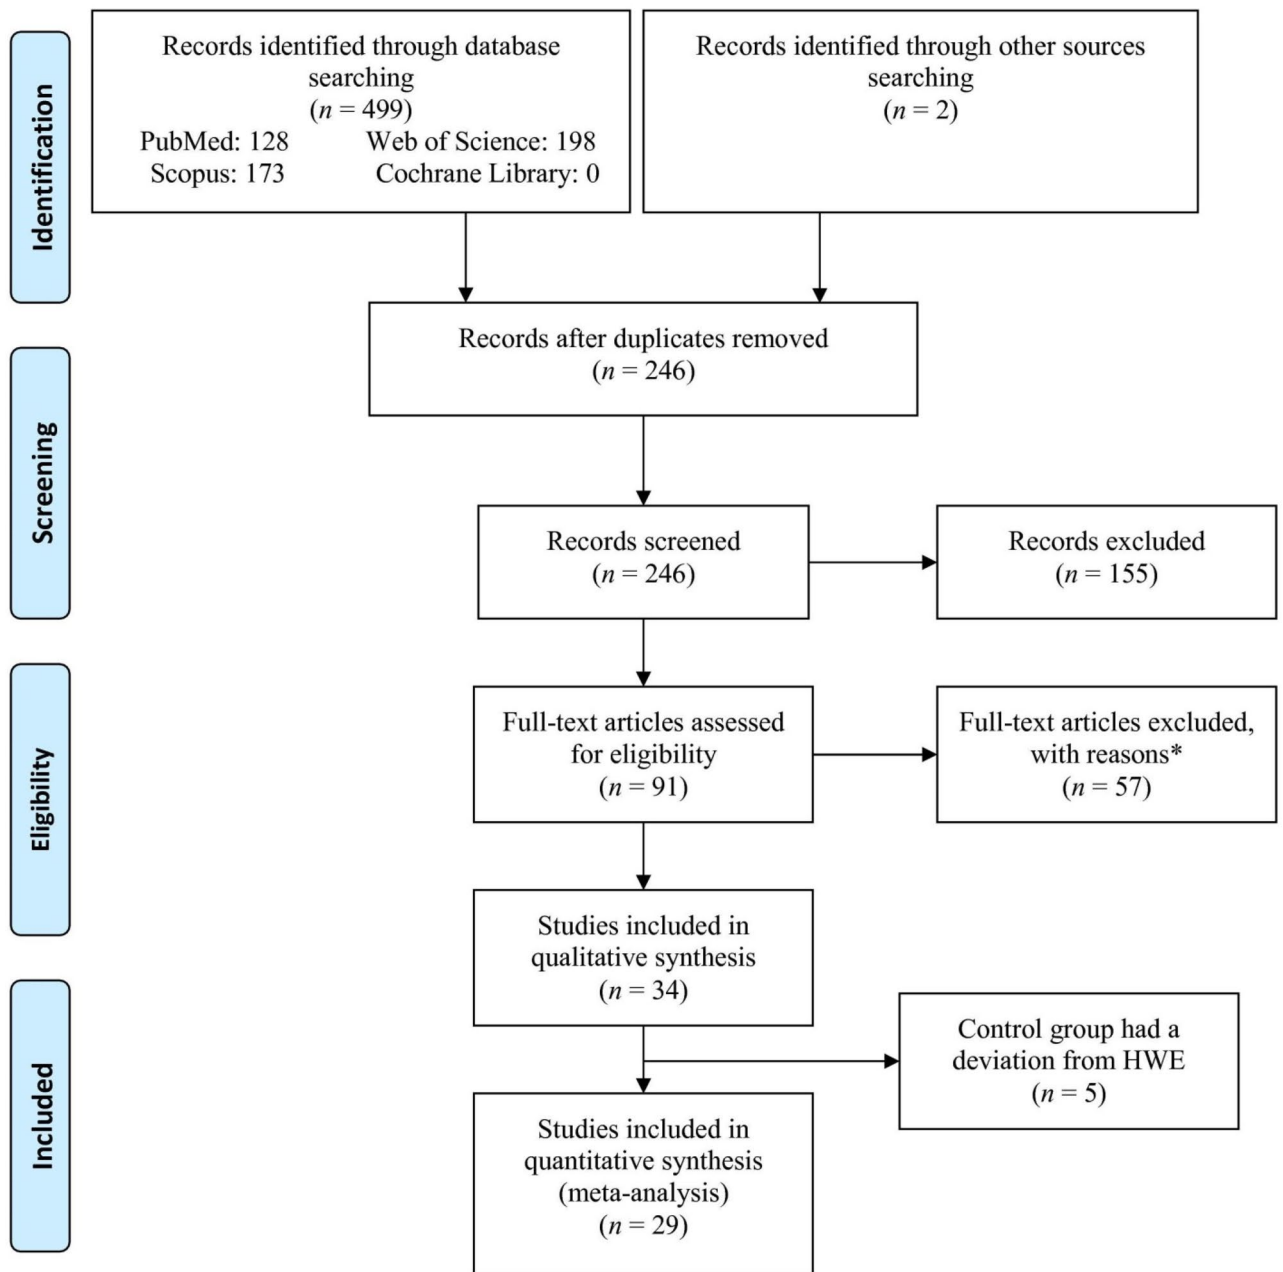 Identification
Records identified through database
searching
(n = 499)
PubMed: 128 Web of Science: 198
Scopus: 173 Cochrane Library: 0
Records identified through other sources
searching
(n = 2)
Records after duplicates removed
(n = 246)
Screening
Records screened
(n = 246)
Records excluded
(n = 155)
Eligibility
Full-text articles assessed
for eligibility
(n = 91)
Full-text articles excluded,
with reasons*
(n = 57)
Studies included in
qualitative synthesis
(n = 34)
Included
Control group had a
deviation from HWE
(n = 5)
Studies included in
quantitative synthesis
(meta-analysis)
(n = 29)